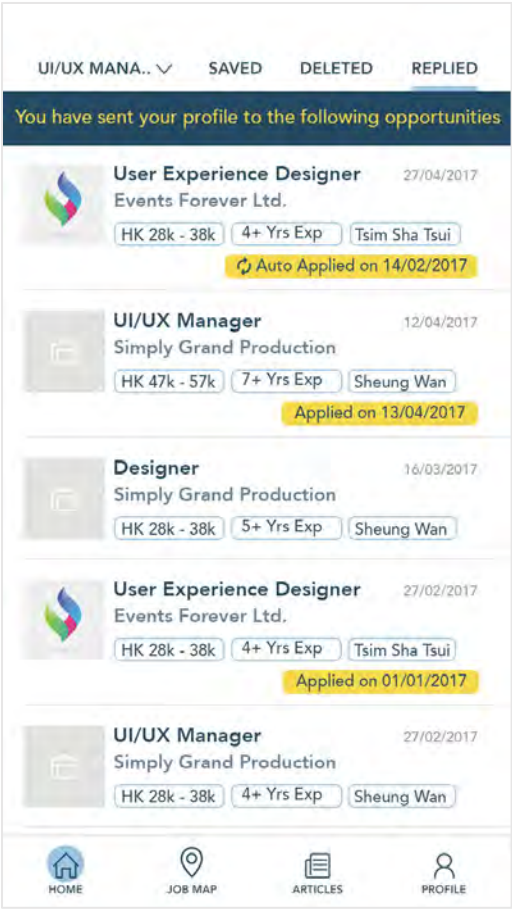 UI/UX MANA.. SAVED DELETED REPLIED
You have sent your profile to the following opportunities
User Experience Designer 27/04/2017
Events Forever Ltd.
HK 28k - 38k 4+ Yrs Exp Tsim Sha Tsui
Auto Applied on 14/02/2017
UI/UX Manager 12/04/2017
Simply Grand Production
HK 47k - 57k 7+ Yrs Exp Sheung Wan
Applied on 13/04/2017
Designer 16/03/2017
Simply Grand Production
HK 28k - 38k 5+ Yrs Exp Sheung Wan
User Experience Designer 27/02/2017
Events Forever Ltd.
HK 28k - 38k 4+ Yrs Exp Tsim Sha Tsui
Applied on 01/01/2017
UI/UX Manager 27/02/2017
Simply Grand Production
HK 28k - 38k 4+ Yrs Exp Sheung Wan
HOME JOB MAP ARTICLES PROFILE